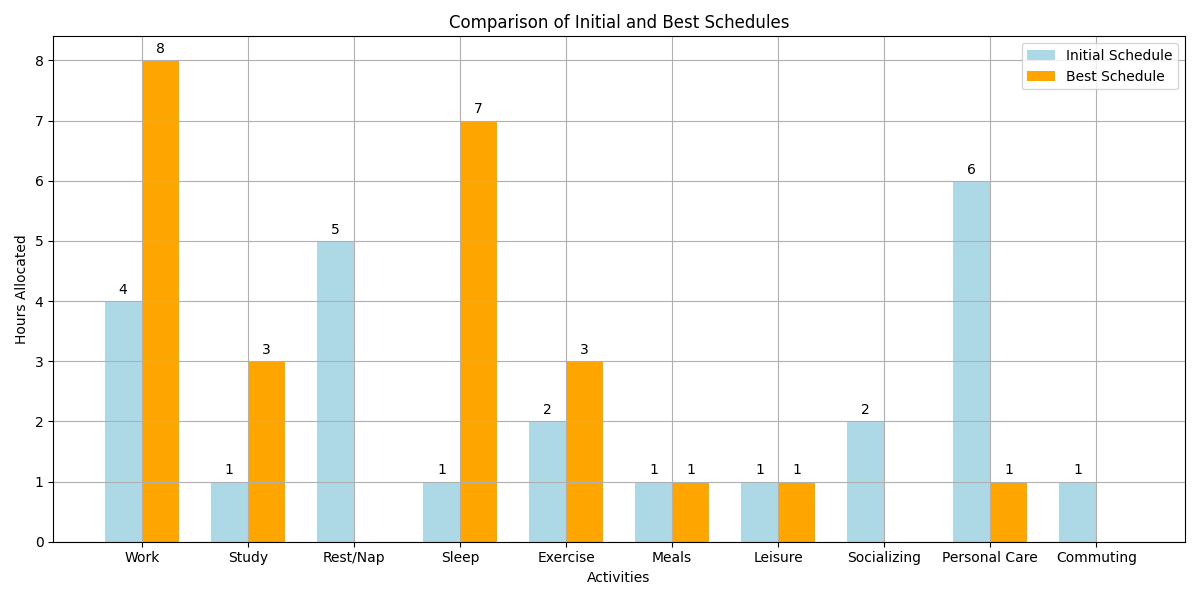 Comparison of Initial and Best Schedules
Initial Schedule
Best Schedule
Hours Allocated
8
7
6
5
4
3
2
1
0
4
8
1
3
5
1
7
2
3
1
1
1
1
2
6
1
1
Work
Study
Rest/Nap
Sleep
Exercise
Meals
Leisure
Socializing
Personal Care
Commuting
Activities